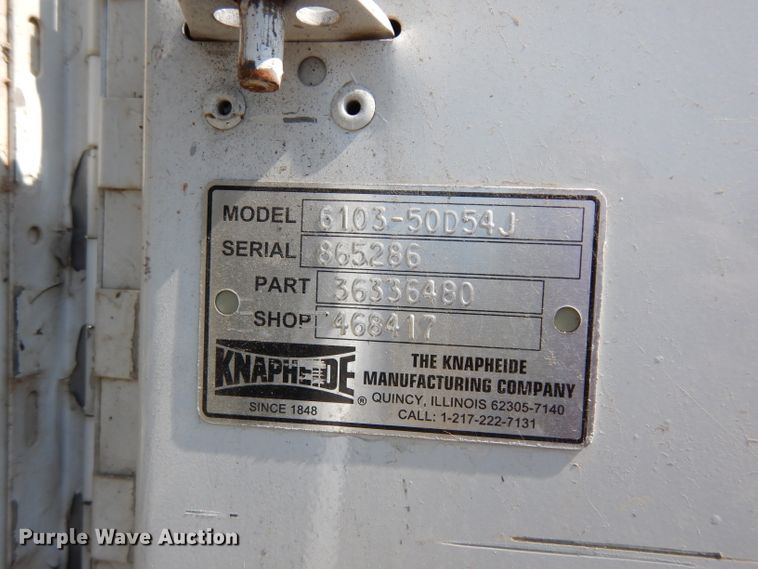 MODEL 6103-50D54J
SERIAL 865286
PART 36336480
SHOP 468417
KNAPHEIDE ®
SINCE 1848
THE KNAPHEIDE
MANUFACTURING COMPANY
QUINCY, ILLINOIS 62305-7140
CALL: 1-217-222-7131
Purple Wave Auction